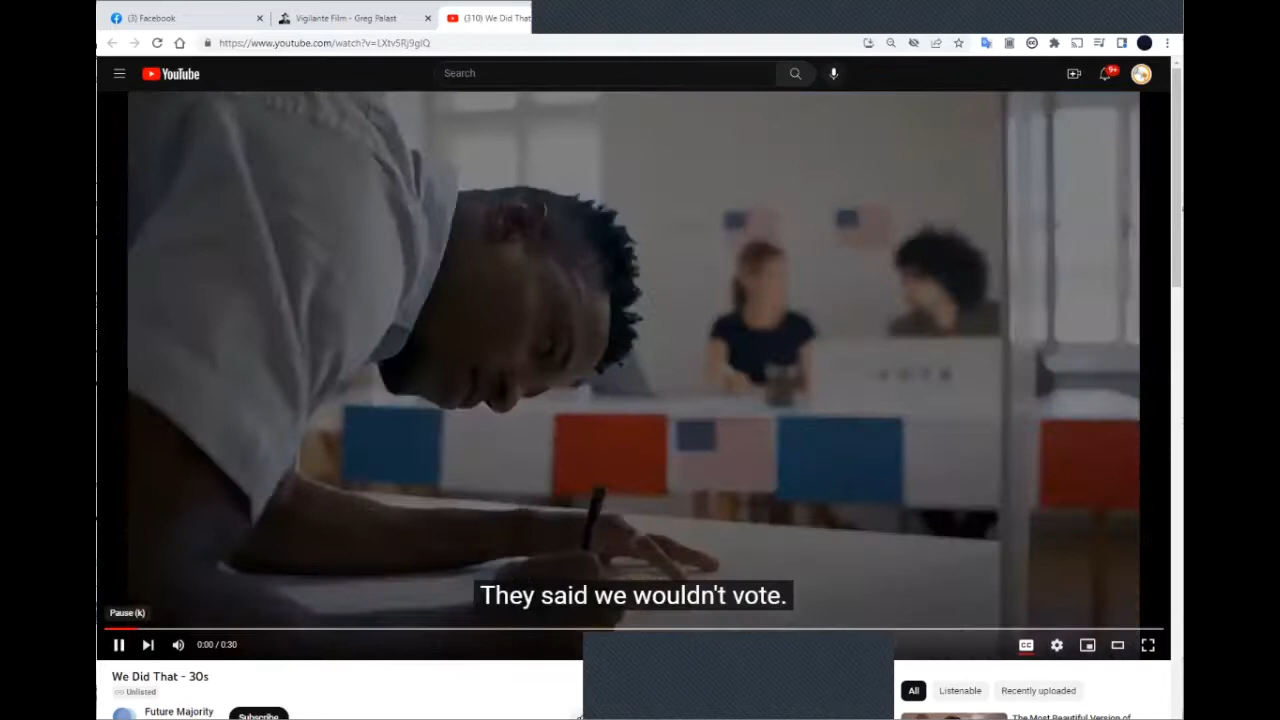 (3) Facebook
Vigilante Film - Greg Palast
(310) We Did That
https://www.youtube.com/watch?v=LXtv5Rj9gIQ
YouTube
Search
9+
They said we wouldn't vote.
Pause (k)
0:00 / 0:30
CC
We Did That - 30s
Unlisted
Future Majority
Subscribe
All
Listenable
Recently uploaded
The Most Beautiful Version of